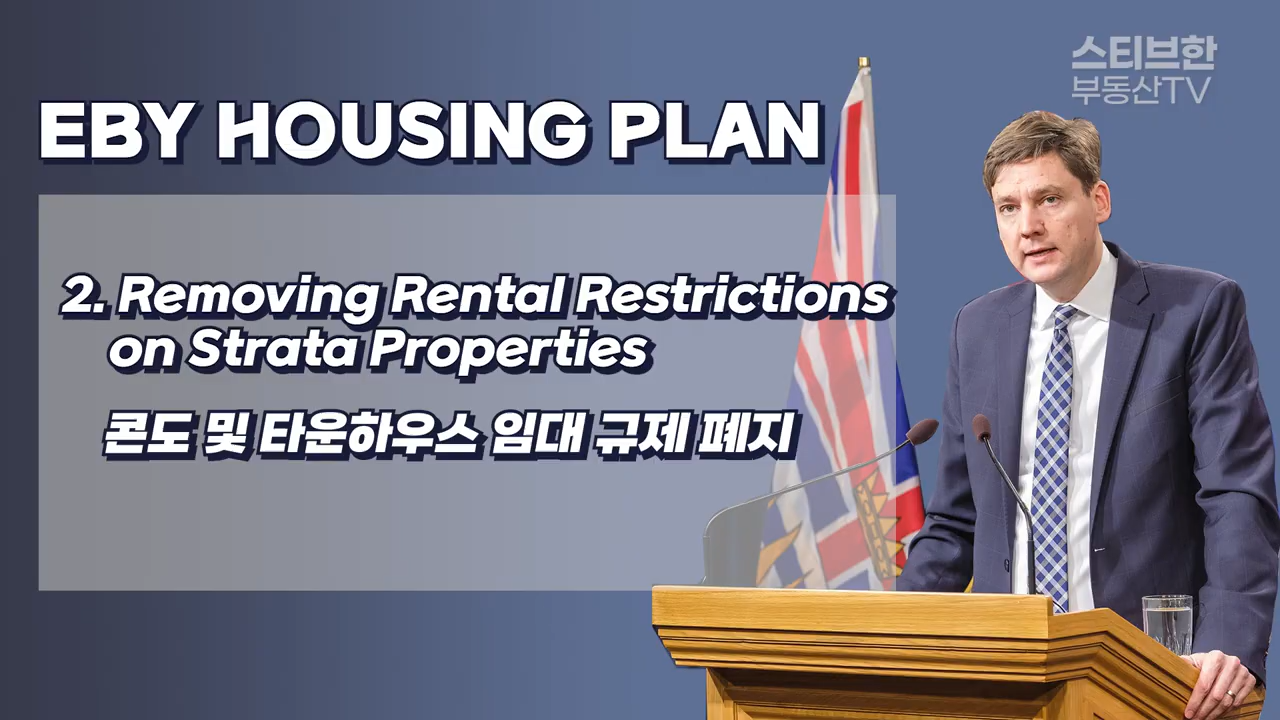 스티브한
부동산TV
EBY HOUSING PLAN
2. Removing Rental Restrictions
on Strata Properties
콘도 및 타운하우스 임대 규제 폐지